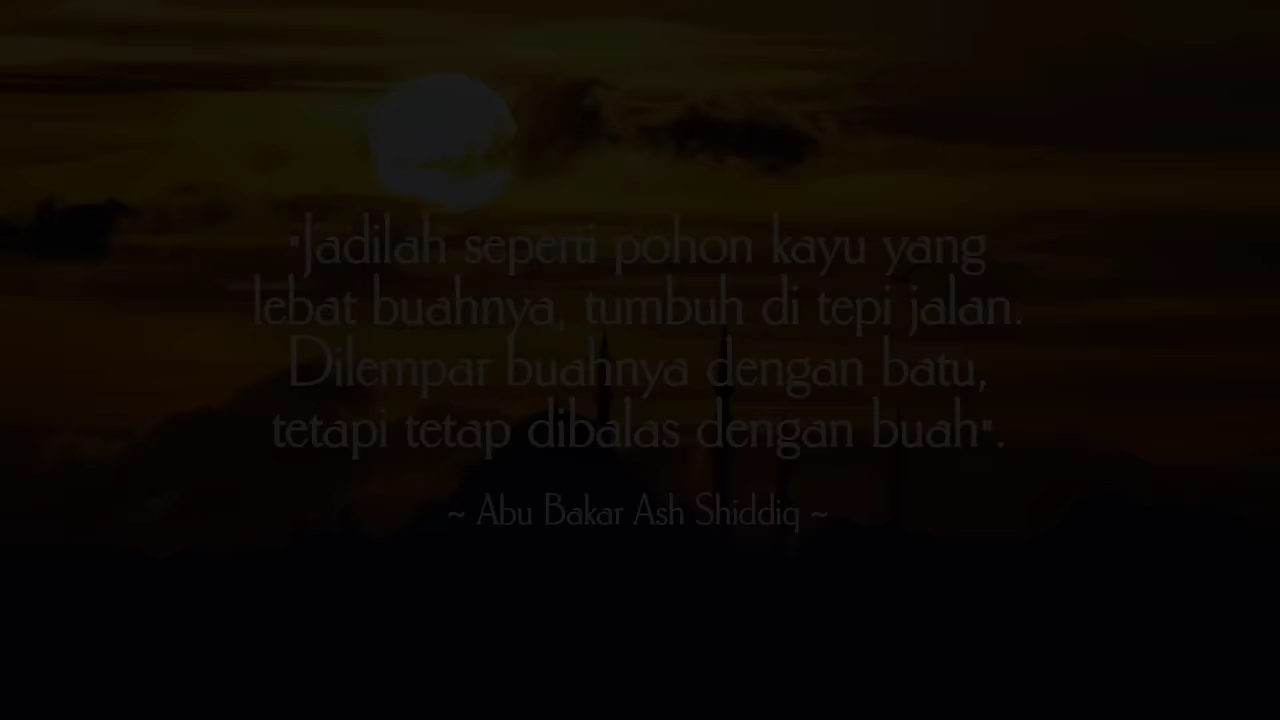 "Jadilah seperti pohon kayu yang
lebat buahnya, tumbuh di tepi jalan.
Dilempar buahnya dengan batu,
tetapi tetap dibalas dengan buah".
~ Abu Bakar Ash Shiddiq ~